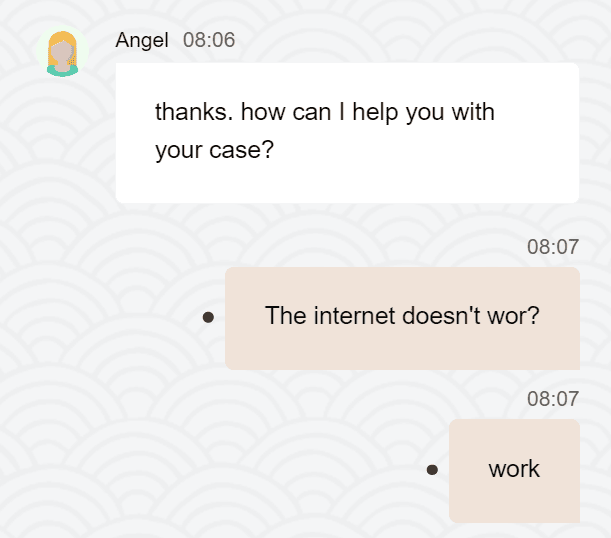 Angel 08:06
thanks. how can I help you with
your case?
08:07
The internet doesn't wor?
08:07
work